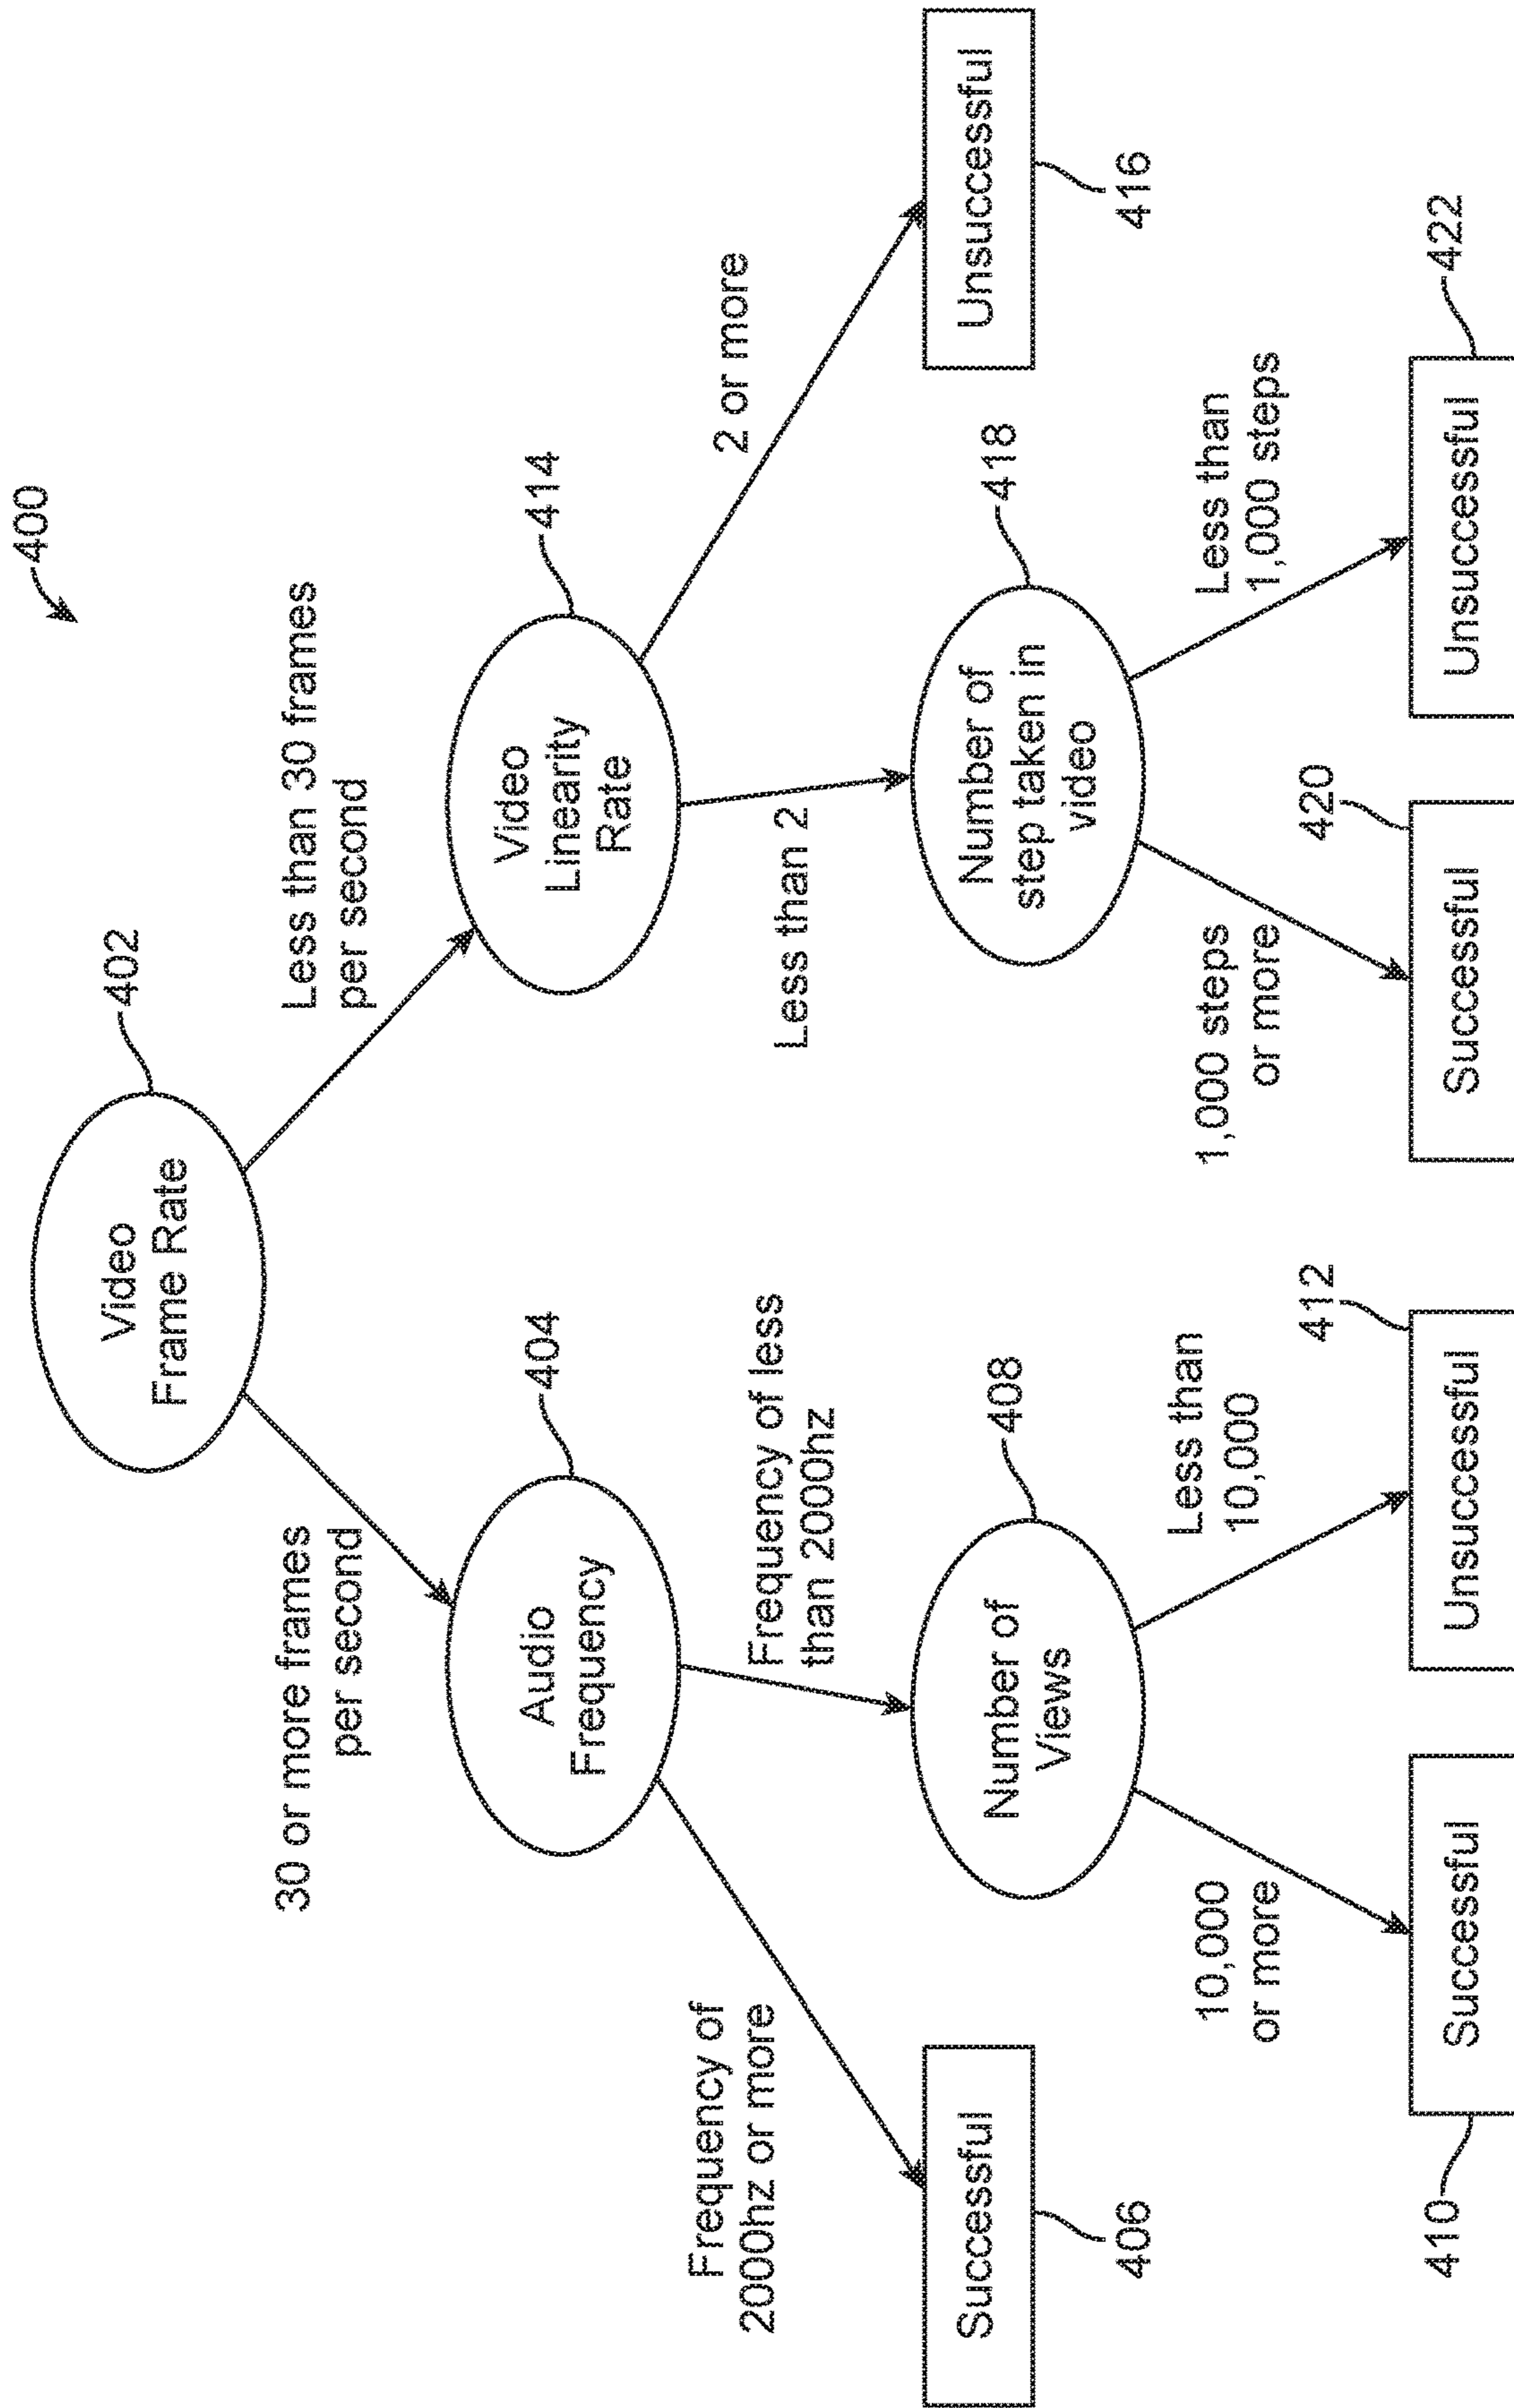 400
Video
Frame Rate
402
30 or more frames
per second
Less than 30 frames
per second
Audio
Frequency
404
Video
Linearity
Rate
414
Frequency of
2000hz or more
Frequency of less
than 2000hz
Less than 2
2 or more
Successful
406
Number of
Views
408
Number of
step taken in
video
418
Unsuccessful
416
10,000
or more
Less than
10,000
1,000 steps
or more
Less than
1,000 steps
410
Successful
412
Unsuccessful
420
Successful
422
Unsuccessful